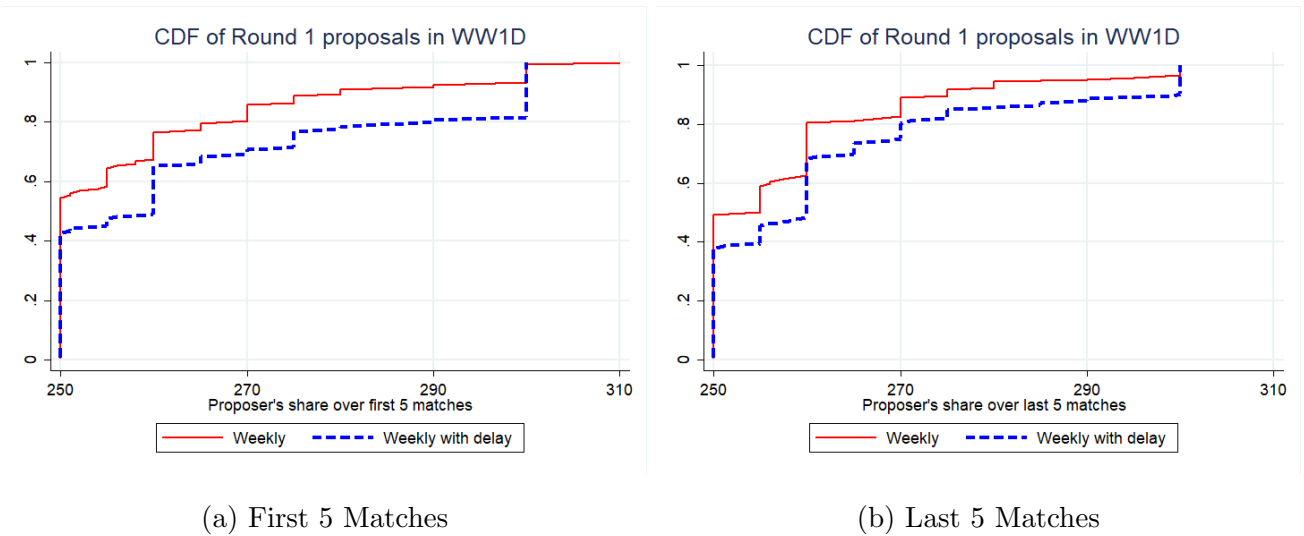 CDF of Round 1 proposals in WW1D
1
.8
.6
.4
.2
0
250
270
290
310
Proposer's share over first 5 matches
Weekly
Weekly with delay
(a) First 5 Matches
CDF of Round 1 proposals in WW1D
1
.8
.6
.4
.2
0
250
270
290
310
Proposer's share over last 5 matches
Weekly
Weekly with delay
(b) Last 5 Matches